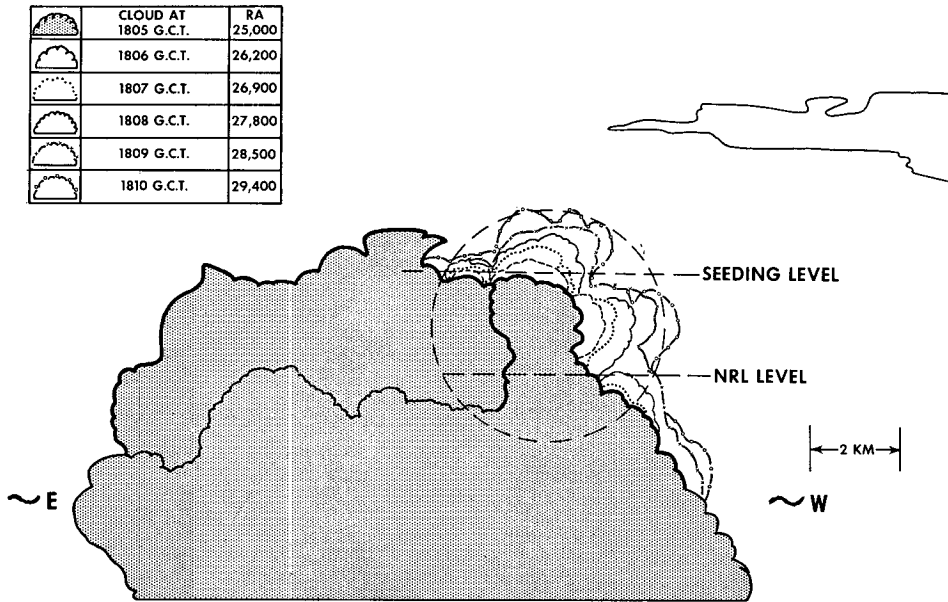 CLOUD AT RA
1805 G.C.T. 25,000
1806 G.C.T. 26,200
1807 G.C.T. 26,900
1808 G.C.T. 27,800
1809 G.C.T. 28,500
1810 G.C.T. 29,400
SEEDING LEVEL
NRL LEVEL
2 KM
~ E
~ W